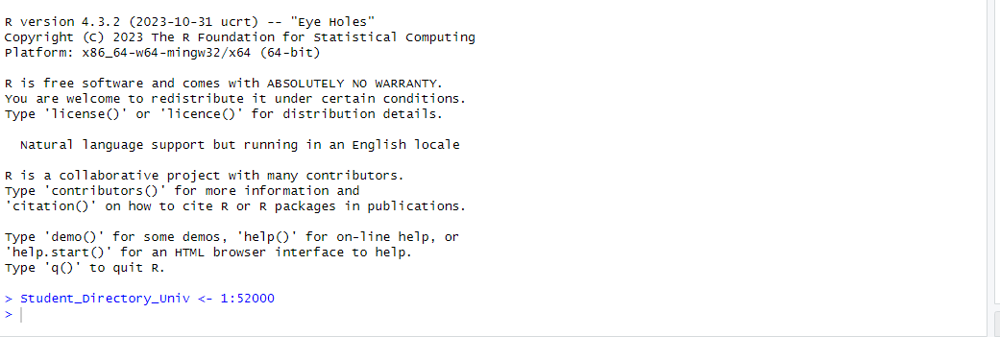 R version 4.3.2 (2023-10-31 ucrt) -- "Eye Holes"
Copyright (C) 2023 The R Foundation for Statistical Computing
Platform: x86_64-w64-mingw32/x64 (64-bit)
R is free software and comes with ABSOLUTELY NO WARRANTY.
You are welcome to redistribute it under certain conditions.
Type 'license()' or 'licence()' for distribution details.
Natural language support but running in an English locale
R is a collaborative project with many contributors.
Type 'contributors()' for more information and
'citation()' on how to cite R or R packages in publications.
Type 'demo()' for some demos, 'help()' for on-line help, or
'help.start()' for an HTML browser interface to help.
Type 'q()' to quit R.
> Student_Directory_Univ <- 1:52000
>